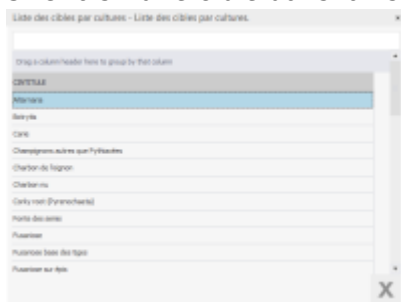 Liste des cibles par cultures - Liste des cibles par cultures.
Drag a column header here to group by that column
Alternaria
Botrytis
Carie
Champignons autres que Pythiacées
Charbon de l'oignon
Charbon nu
Corky root (Pyrenochaeta)
Fonte des semis
Fusariose
Fusariose base des tiges
Fusariose sur épis
X